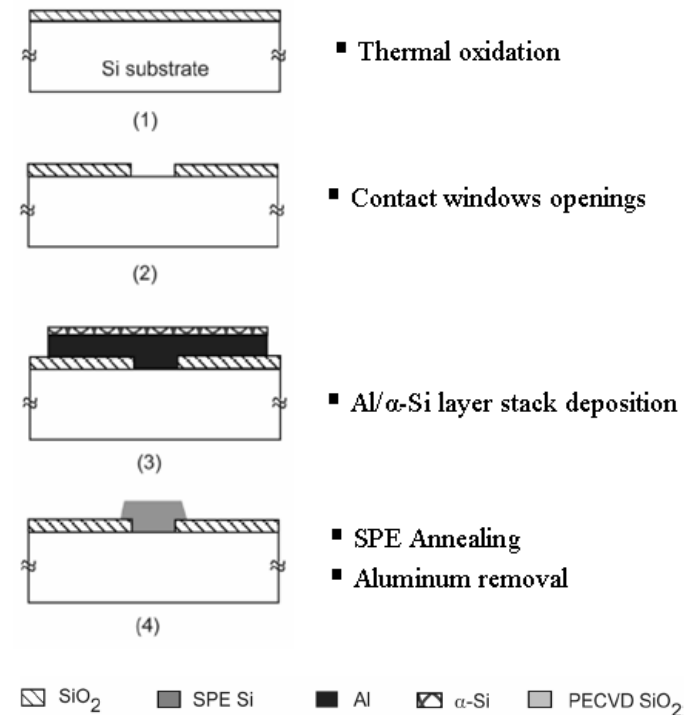 Si substrate
▪ Thermal oxidation
(1)
▪ Contact windows openings
(2)
▪ Al/α-Si layer stack deposition
(3)
▪ SPE Annealing
▪ Aluminum removal
(4)
SiO₂ SPE Si Al α-Si PECVD SiO₂